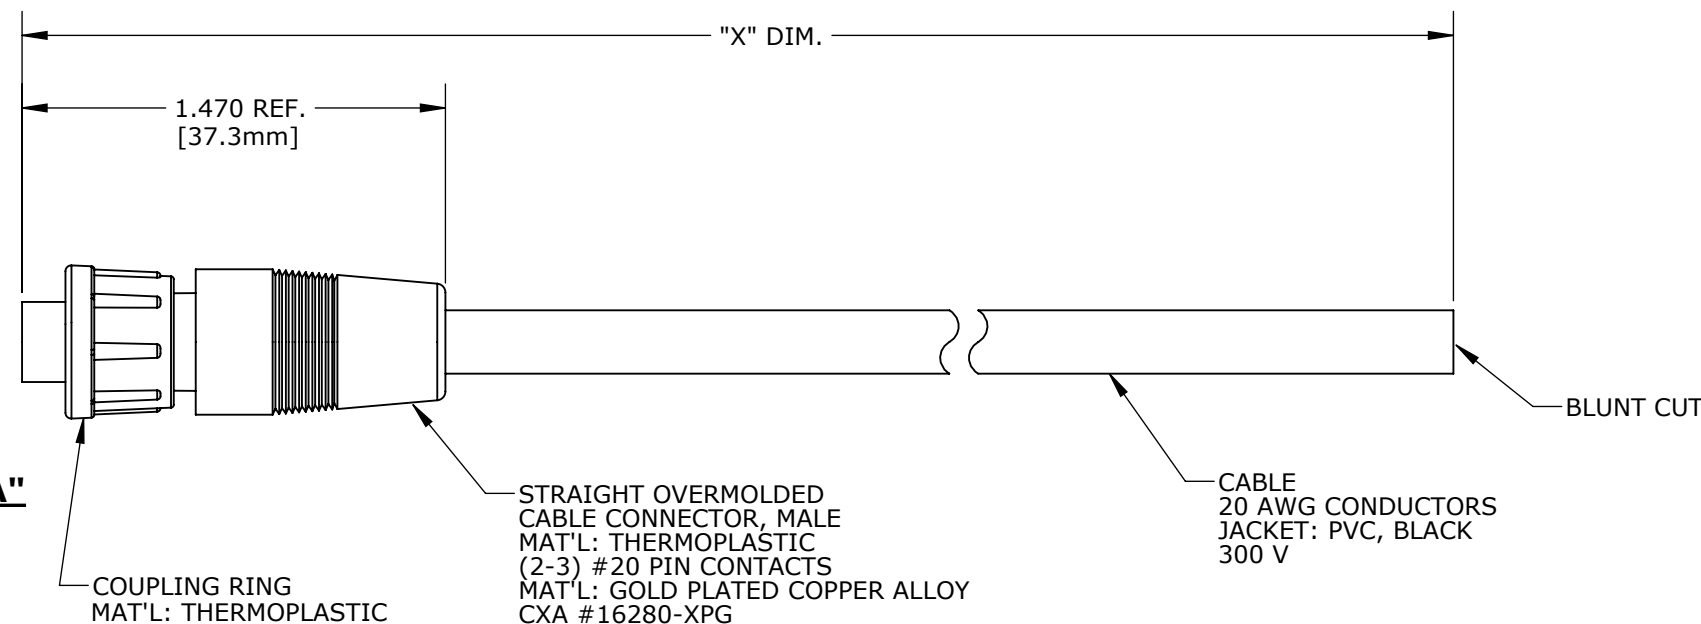 "X" DIM.
1.470 REF.
[37.3mm]
BLUNT CUT
A"
CABLE
20 AWG CONDUCTORS
JACKET: PVC, BLACK
300 V
STRAIGHT OVERMOLDED
CABLE CONNECTOR, MALE
MAT'L: THERMOPLASTIC
(2-3) #20 PIN CONTACTS
MAT'L: GOLD PLATED COPPER ALLOY
CXA #16280-XPG
COUPLING RING
MAT'L: THERMOPLASTIC